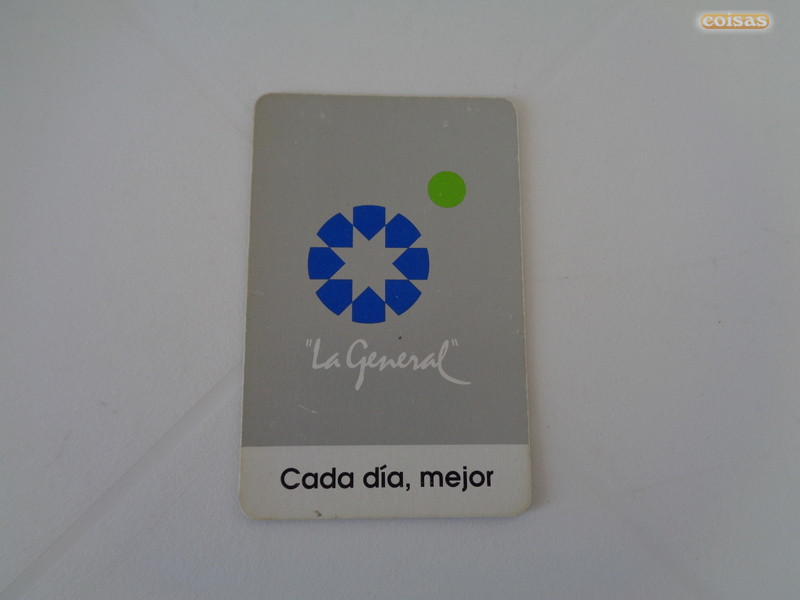 coisas
"La General"
Cada día, mejor